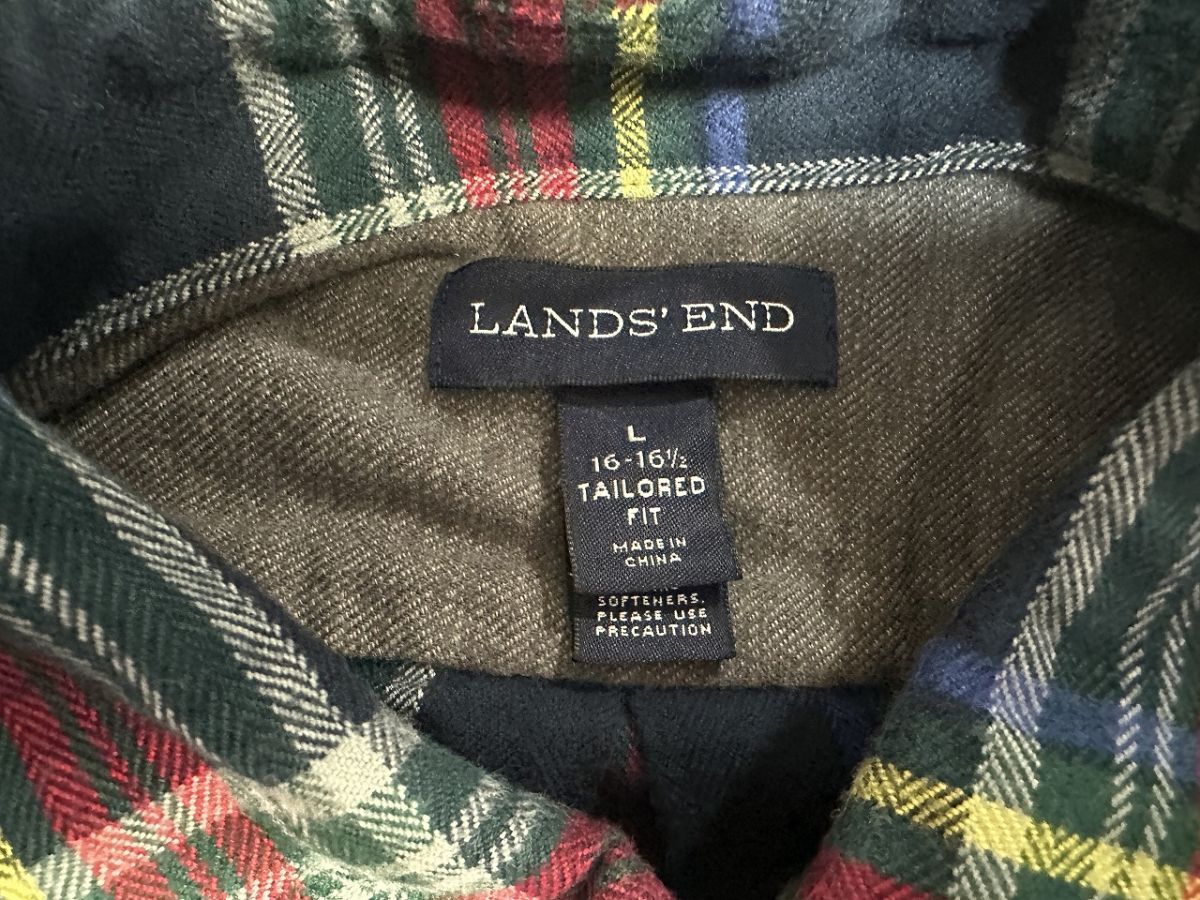 LANDS' END
L
16-16½
TAILORED
FIT
MADE IN
CHINA
SOFTENERS.
PLEASE USE
PRECAUTION